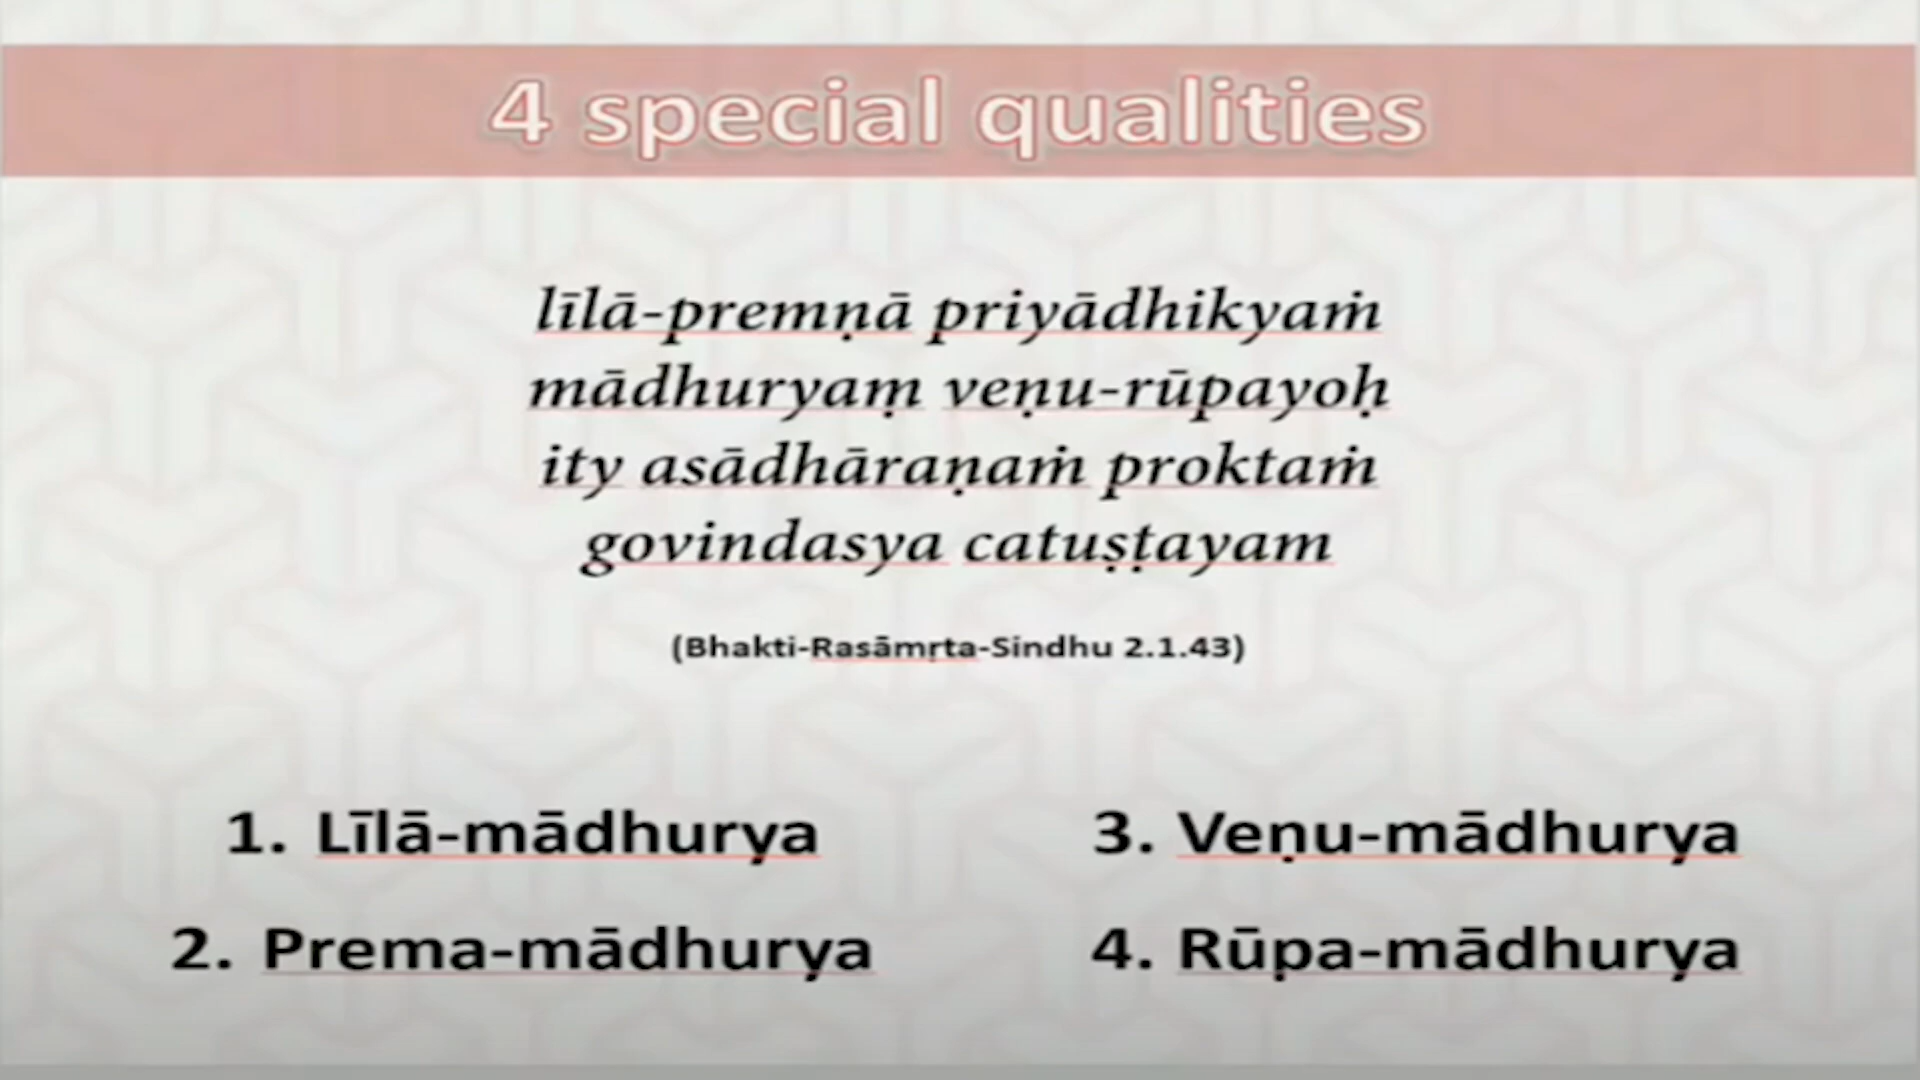 4 special qualities
līlā-premṇā priyādhikyaṁ
mādhuryaṃ veṇu-rūpayoḥ
ity asādhāraṇaṁ proktaṁ
govindasya catuṣṭayam
(Bhakti-Rasāmṛta-Sindhu 2.1.43)
1. Līlā-mādhurya
2. Prema-mādhurya
3. Veṇu-mādhurya
4. Rūpa-mādhurya